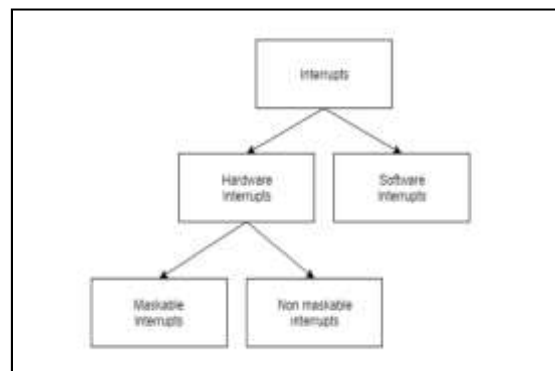 Interrupts
Hardware
Interrupts
Software
Interrupts
Maskable
Interrupts
Non maskable
interrupts